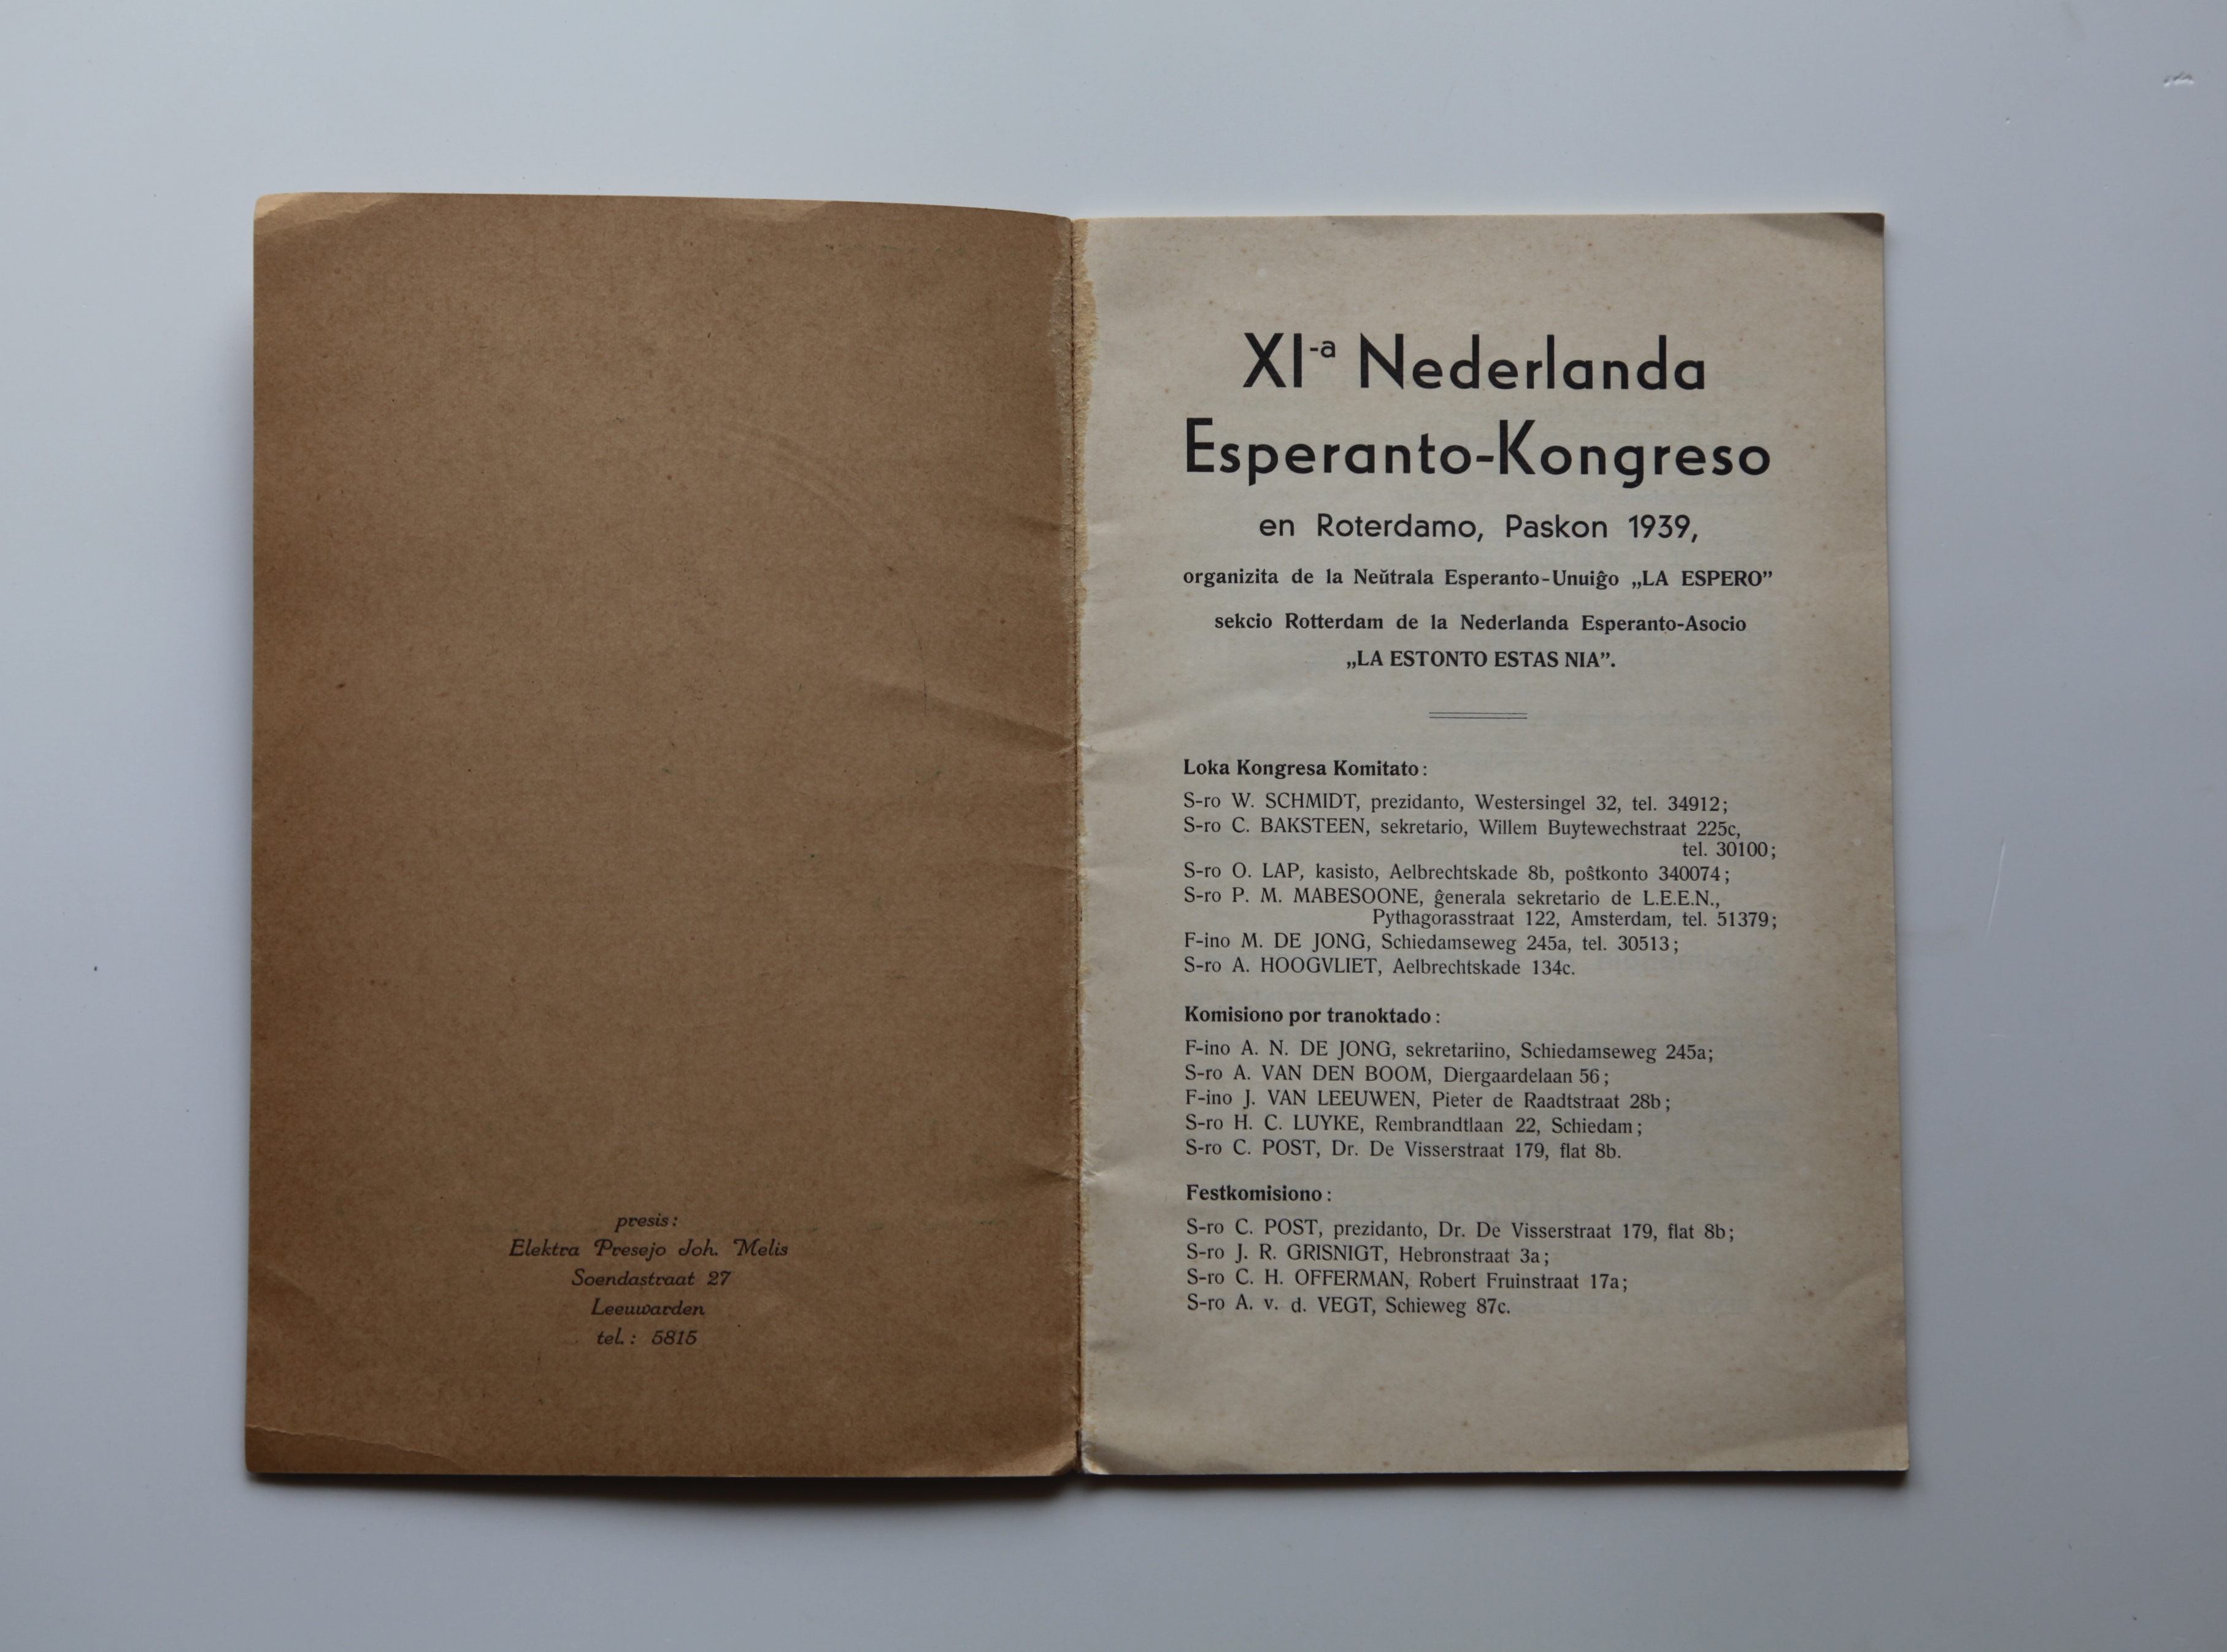 presis:
Elektra Presejo Joh. Melis
Soendastraat 27
Leeuwarden
tel.: 5815
XI-a Nederlanda
Esperanto-Kongreso
en Roterdamo, Paskon 1939,
organizita de la Neŭtrala Esperanto-Unuiĝo „LA ESPERO”
sekcio Rotterdam de la Nederlanda Esperanto-Asocio
„LA ESTONTO ESTAS NIA”.
Loka Kongresa Komitato:
S-ro W. SCHMIDT, prezidanto, Westersingel 32, tel. 34912;
S-ro C. BAKSTEEN, sekretario, Willem Buytewechstraat 225c,
tel. 30100;
S-ro O. LAP, kasisto, Aelbrechtskade 8b, poŝtkonto 340074;
S-ro P. M. MABESOONE, ĝenerala sekretario de L.E.E.N.,
Pythagorasstraat 122, Amsterdam, tel. 51379;
F-ino M. DE JONG, Schiedamseweg 245a, tel. 30513;
S-ro A. HOOGVLIET, Aelbrechtskade 134c.
Komisiono por tranoktado:
F-ino A. N. DE JONG, sekretariino, Schiedamseweg 245a;
S-ro A. VAN DEN BOOM, Diergaardelaan 56;
F-ino J. VAN LEEUWEN, Pieter de Raadtstraat 28b;
S-ro H. C. LUYKE, Rembrandtlaan 22, Schiedam;
S-ro C. POST, Dr. De Visserstraat 179, flat 8b.
Festkomisiono:
S-ro C. POST, prezidanto, Dr. De Visserstraat 179, flat 8b;
S-ro J. R. GRISNIGT, Hebronstraat 3a;
S-ro C. H. OFFERMAN, Robert Fruinstraat 17a;
S-ro A. v. d. VEGT, Schieweg 87c.